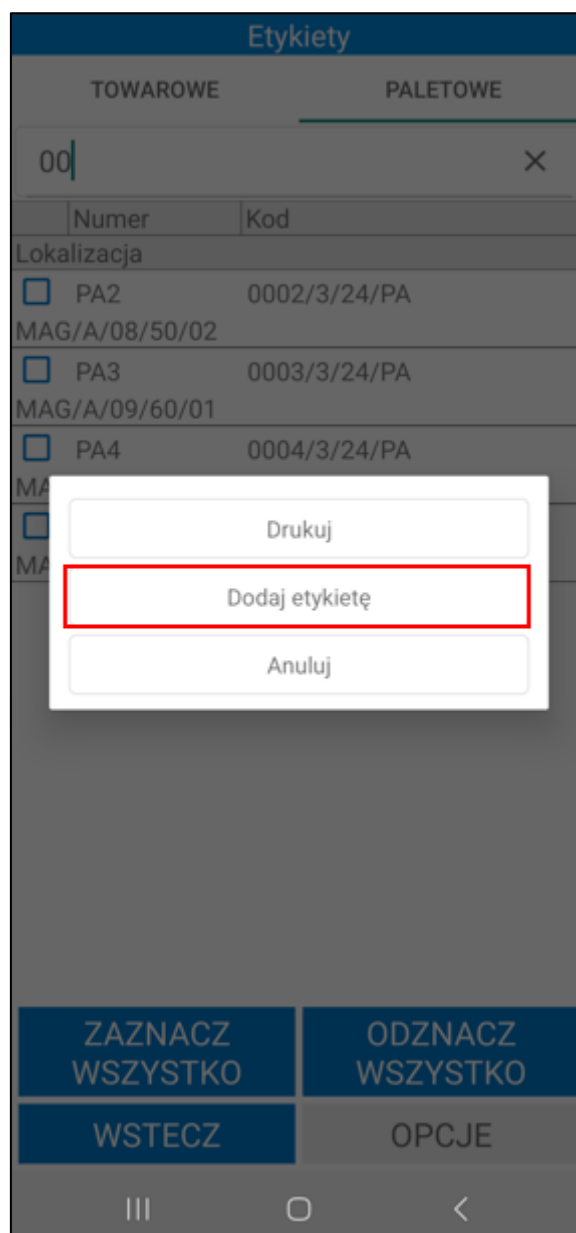 Etykiety
TOWAROWE PALETOWE
00
Numer Kod
Lokalizacja
PA2 0002/3/24/PA
MAG/A/08/50/02
PA3 0003/3/24/PA
MAG/A/09/60/01
PA4 0004/3/24/PA
MA
Drukuj
MA
Dodaj etykietę
Anuluj
ZAZNACZ WSZYSTKO
ODZNACZ WSZYSTKO
WSTECZ OPCJE